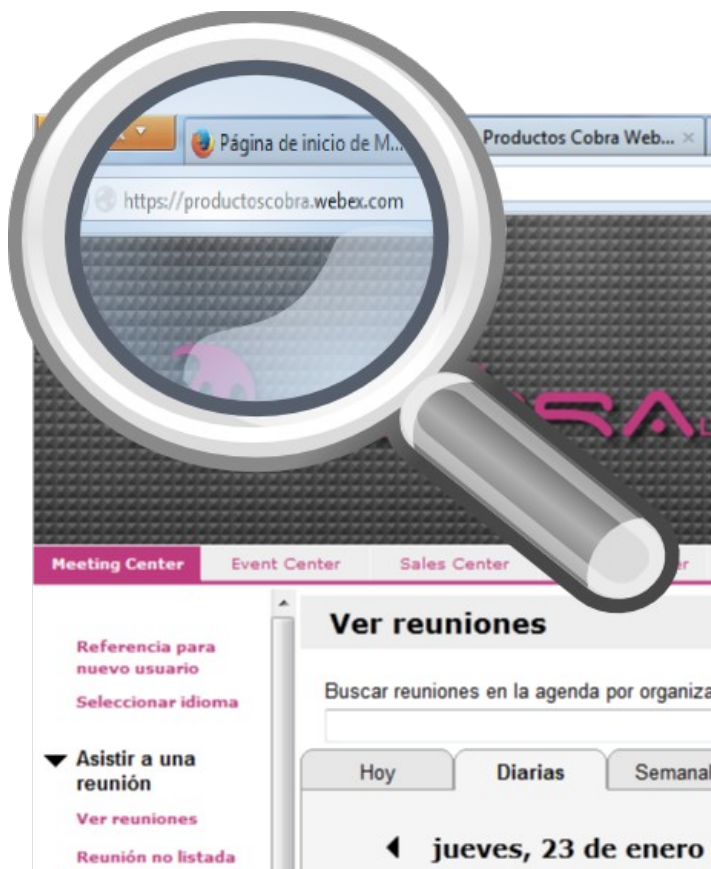 Página de inicio de M...
Productos Cobra Web...
https://productoscobra.webex.com
Meeting Center
Event Center
Sales Center
Ver reuniones
Referencia para
nuevo usuario
Seleccionar idioma
Buscar reuniones en la agenda por organiza
Asistir a una
reunión
Hoy
Diarias
Semanal
Ver reuniones
Reunión no listada
jueves, 23 de enero